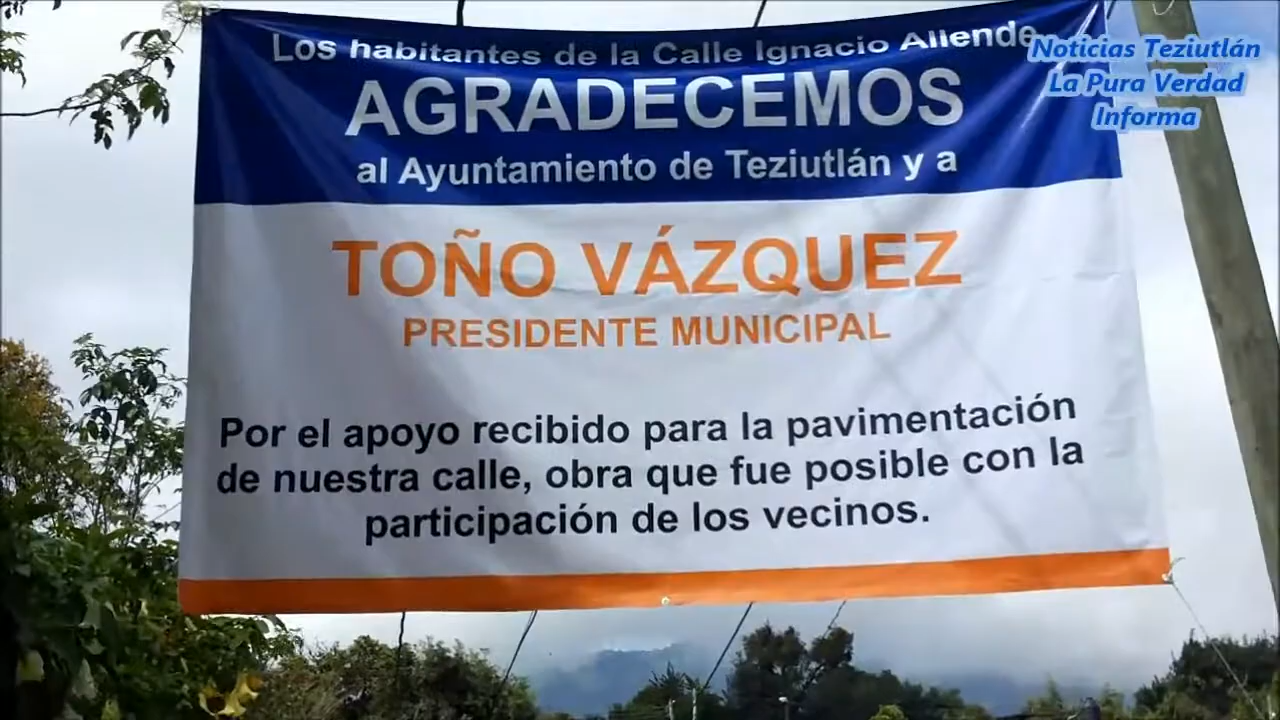 Los habitantes de la Calle Ignacio Allende
AGRADECEMOS
al Ayuntamiento de Teziutlán y a
TOÑO VÁZQUEZ
PRESIDENTE MUNICIPAL
Por el apoyo recibido para la pavimentación
de nuestra calle, obra que fue posible con la
participación de los vecinos.
Noticias Teziutlán
La Pura Verdad
Informa